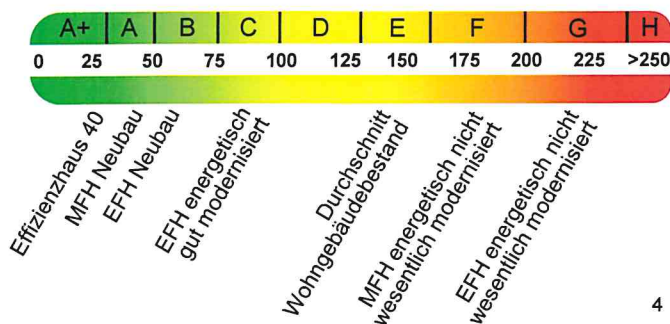 A+ A B C D E F G H
0 25 50 75 100 125 150 175 200 225 >250
Effizienzhaus 40
MFH Neubau
EFH Neubau
EFH energetisch
gut modernisiert
Durchschnitt
Wohngebäudebestand
MFH energetisch nicht
wesentlich modernisiert
EFH energetisch nicht
wesentlich modernisiert
4